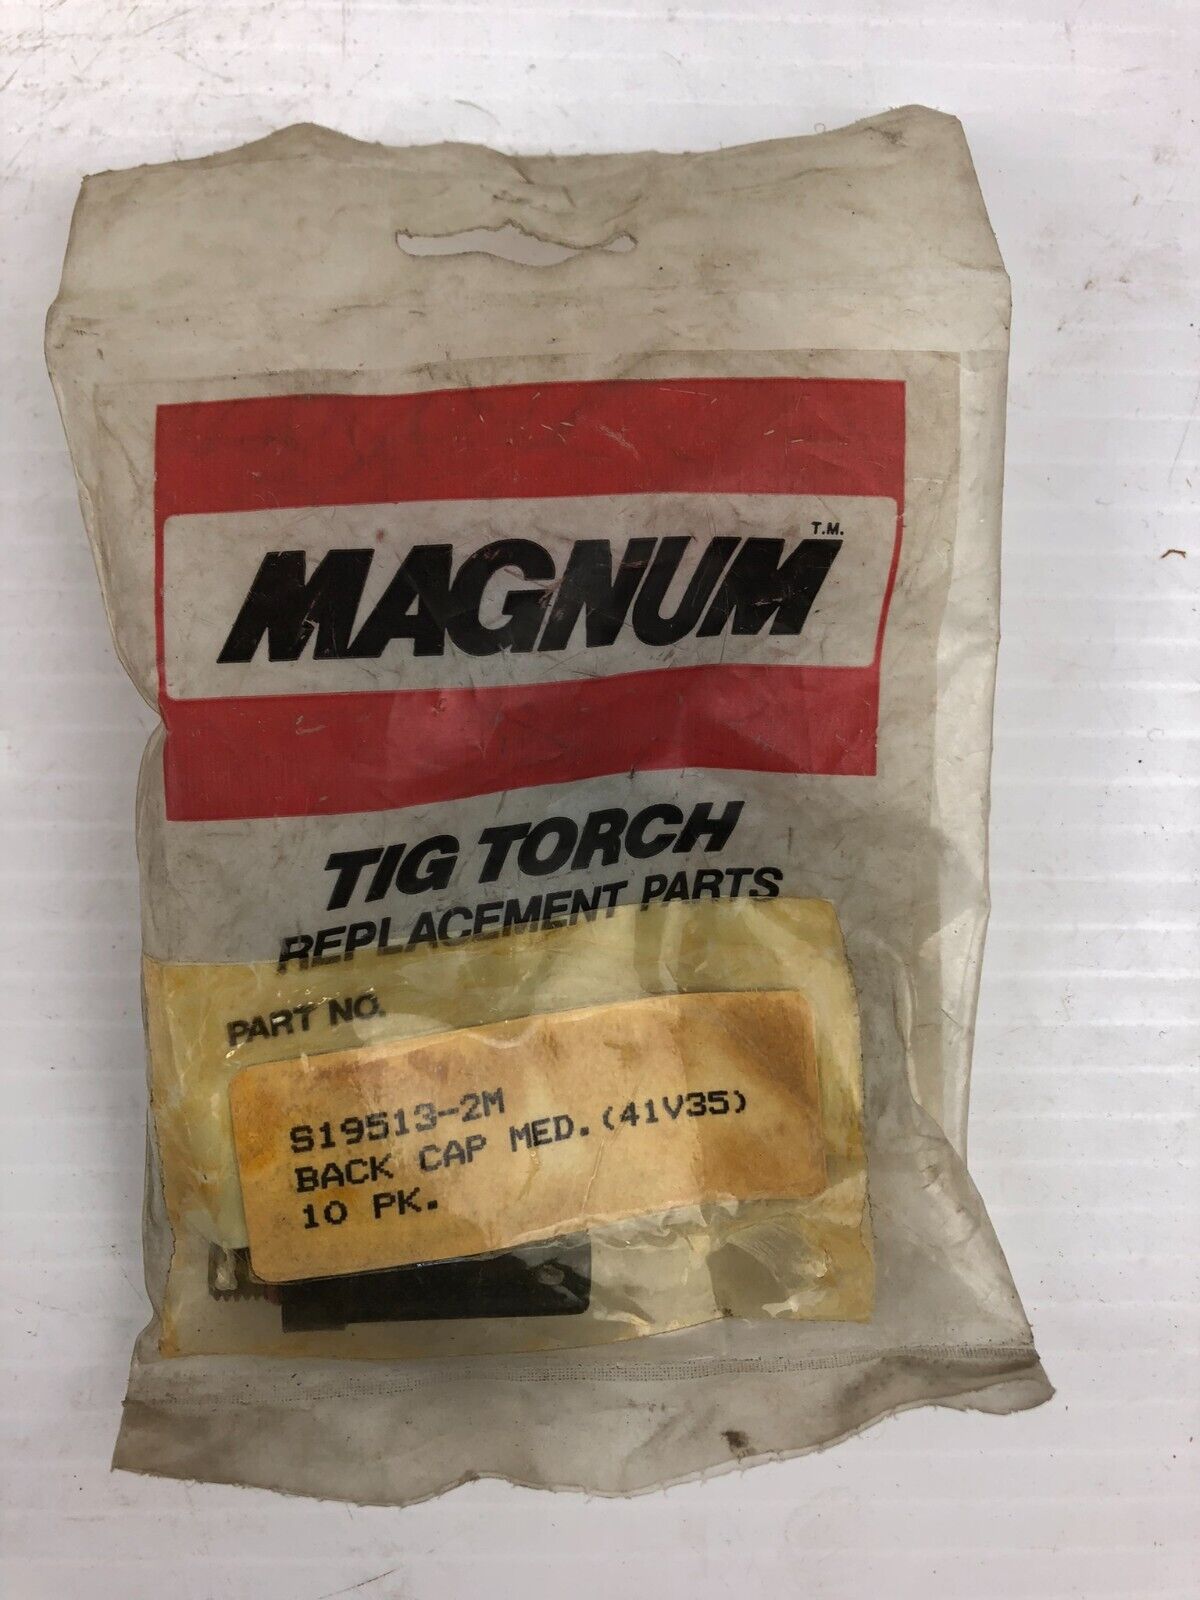 MAGNUM T.M.
TIG TORCH
REPLACEMENT PARTS
PART NO.
S19513-2M
BACK CAP MED.(41V35)
10 PK.